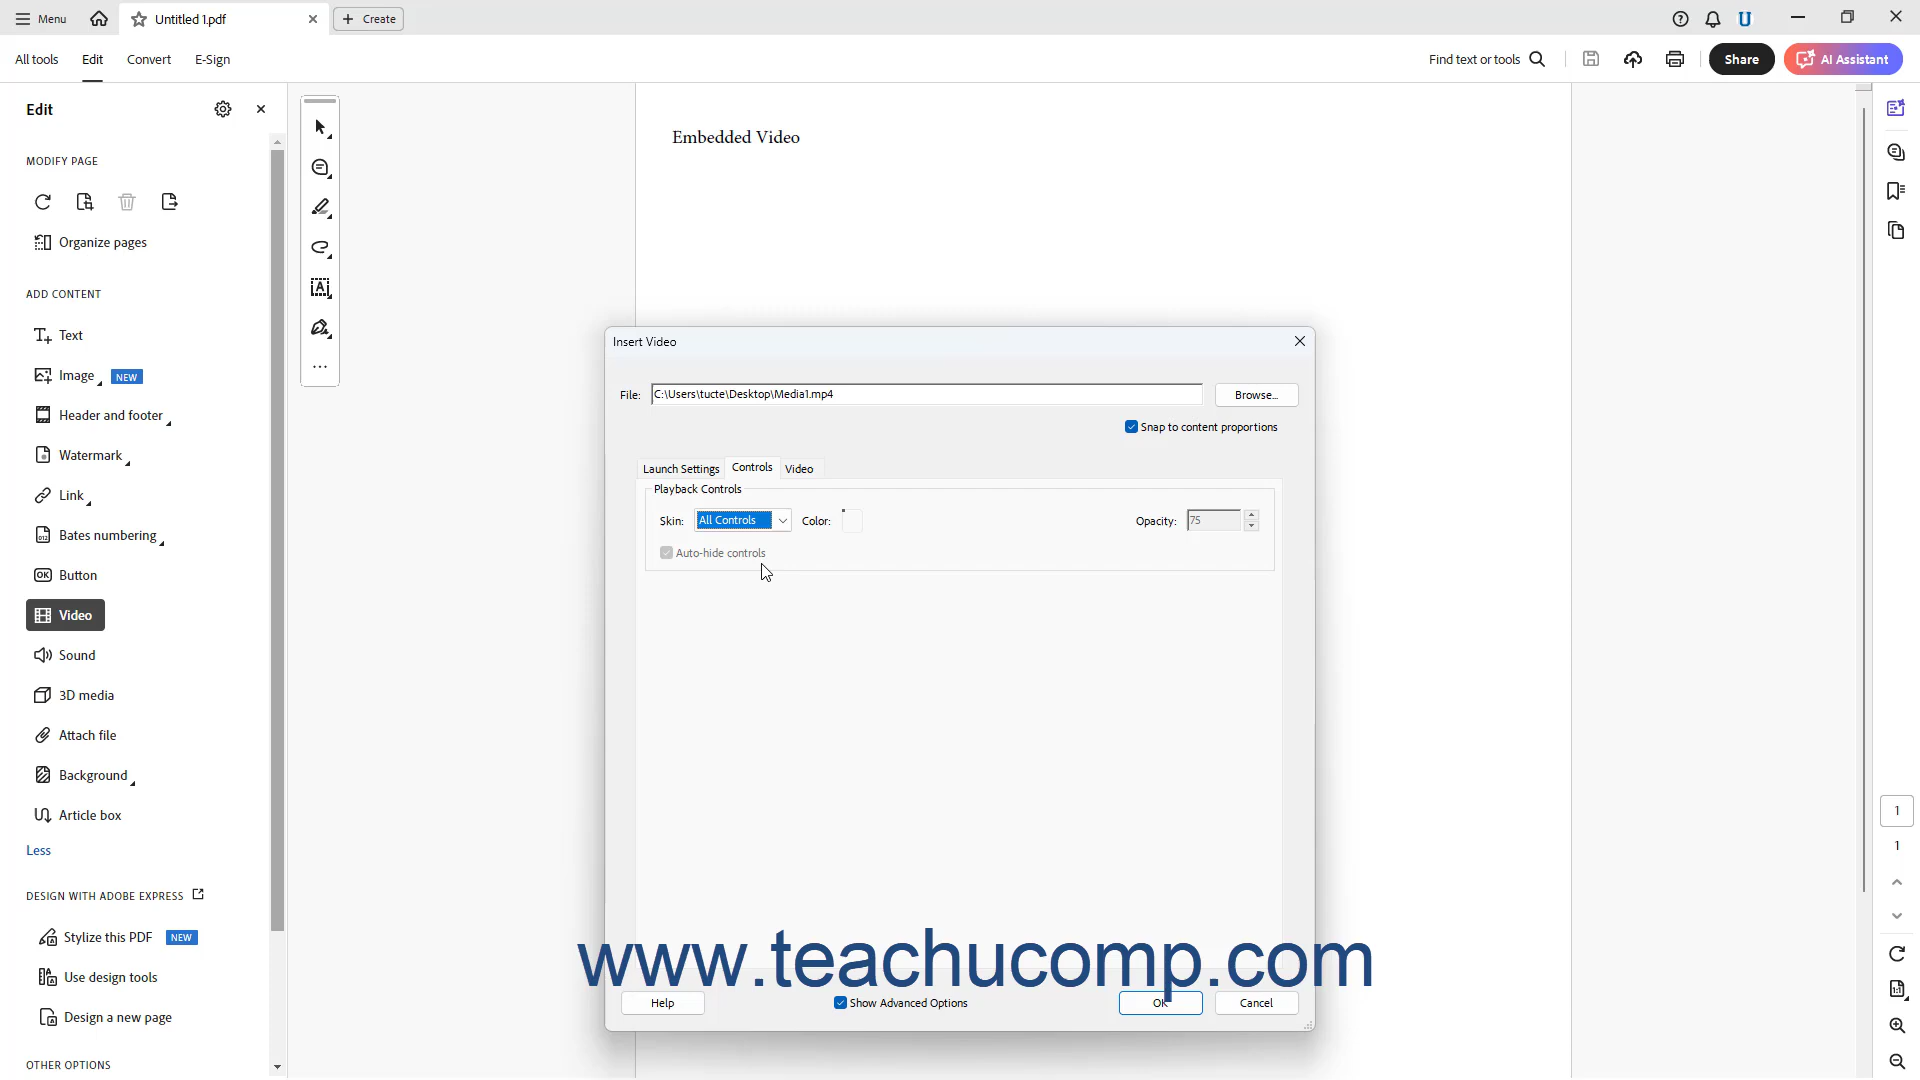 Menu
Untitled 1.pdf
Create
All tools
Edit
Convert
E-Sign
Find text or tools
Share
AI Assistant
Edit
MODIFY PAGE
Organize pages
ADD CONTENT
Text
Image NEW
Header and footer
Watermark
Link
Bates numbering
Button
Video
Sound
3D media
Attach file
Background
Article box
Less
DESIGN WITH ADOBE EXPRESS
Stylize this PDF NEW
Use design tools
Design a new page
OTHER OPTIONS
Embedded Video
Insert Video
File: C:\Users\tucte\Desktop\Media1.mp4 Browse...
Snap to content proportions
Launch Settings Controls Video
Playback Controls
Skin: All Controls Color: Opacity: 75
Auto-hide controls
www.teachucomp.com
Help Show Advanced Options OK Cancel
1
1